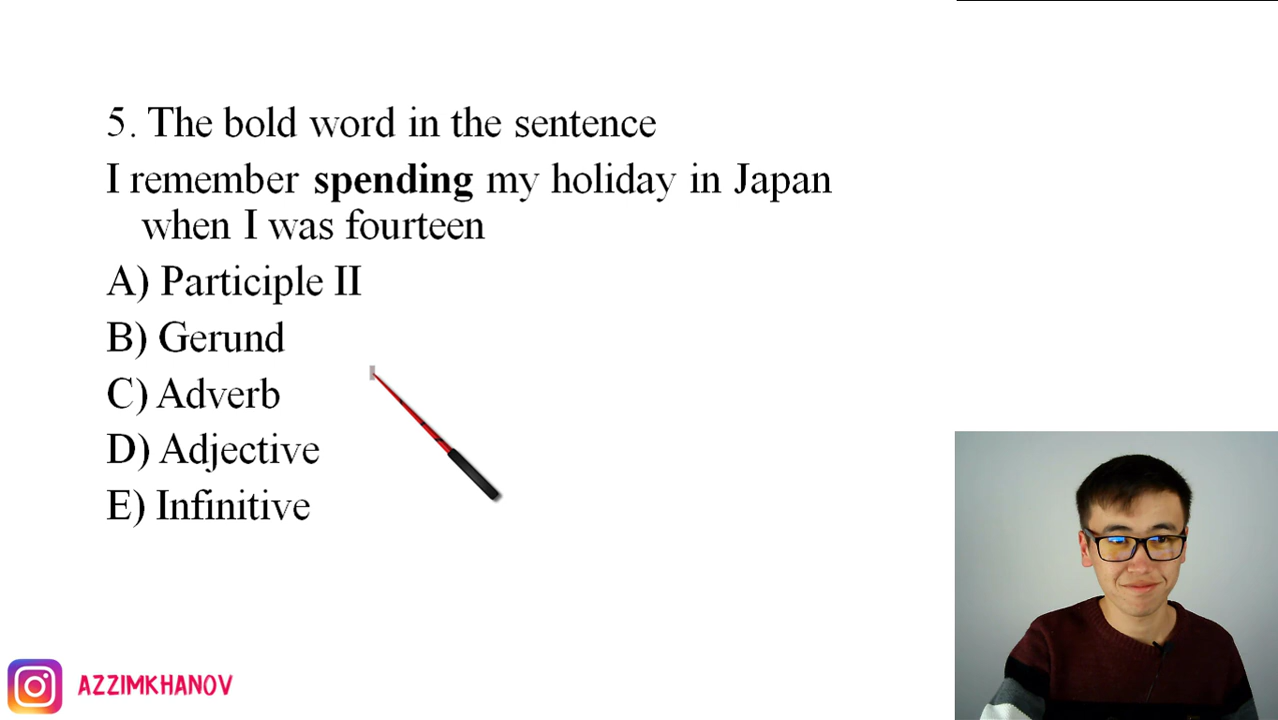 5. The bold word in the sentence
I remember spending my holiday in Japan
when I was fourteen
A) Participle II
B) Gerund
C) Adverb
D) Adjective
E) Infinitive
AZZIMKHANOV